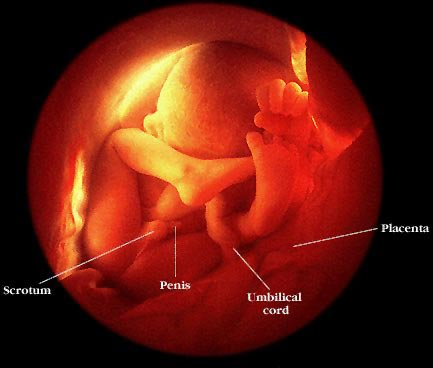 Placenta
Scrotum
Penis
Umbilical
cord